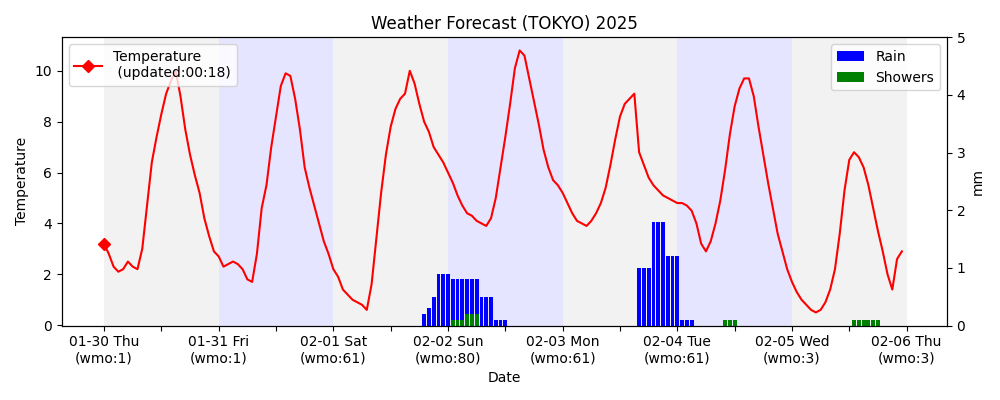 Weather Forecast (TOKYO) 2025
Temperature
(updated:00:18)
Rain
Showers
Temperature
10
8
6
4
2
0
5
4
3
2
1
0
mm
01-30 Thu
(wmo:1)
01-31 Fri
(wmo:1)
02-01 Sat
(wmo:61)
02-02 Sun
(wmo:80)
02-03 Mon
(wmo:61)
02-04 Tue
(wmo:61)
02-05 Wed
(wmo:3)
02-06 Thu
(wmo:3)
Date